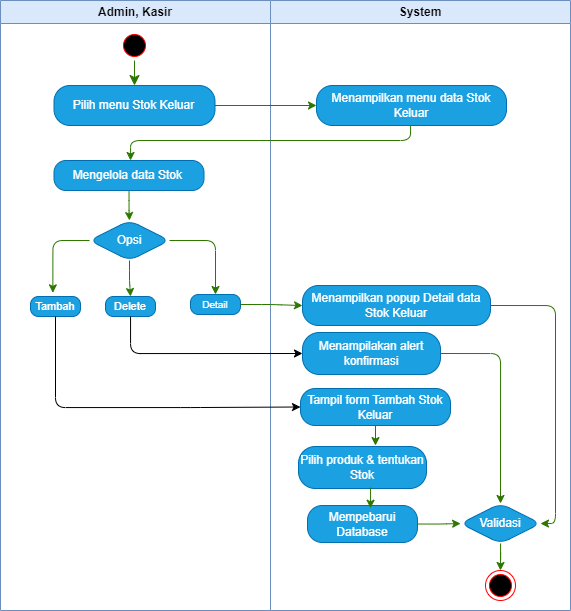 Admin, Kasir
System
Pilih menu Stok Keluar
Menampilkan menu data Stok
Keluar
Mengelola data Stok
Opsi
Tambah
Delete
Detail
Menampilkan popup Detail data
Stok Keluar
Menampilakan alert
konfirmasi
Tampil form Tambah Stok
Keluar
Pilih produk & tentukan
Stok
Mempebarui
Database
Validasi